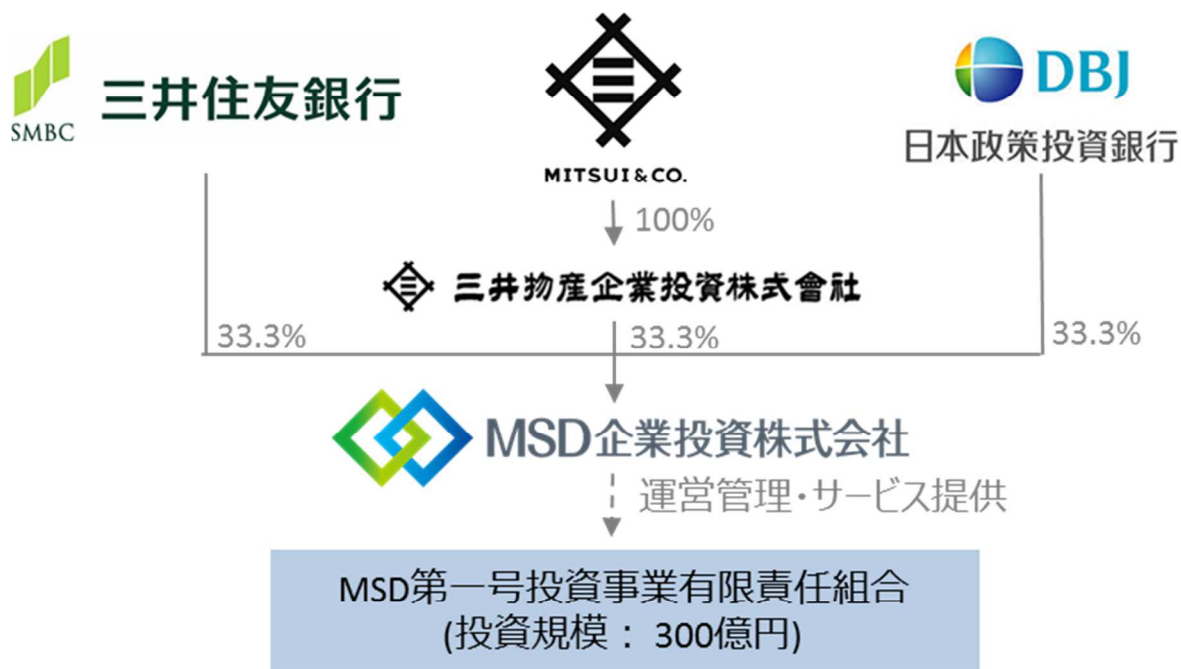 SMBC
三井住友銀行
MITSUI & CO.
DBJ
日本政策投資銀行
100%
三井物産企業投資株式會社
33.3%
33.3%
33.3%
MSD企業投資株式会社
運営管理・サービス提供
MSD第一号投資事業有限責任組合
(投資規模： 300億円)